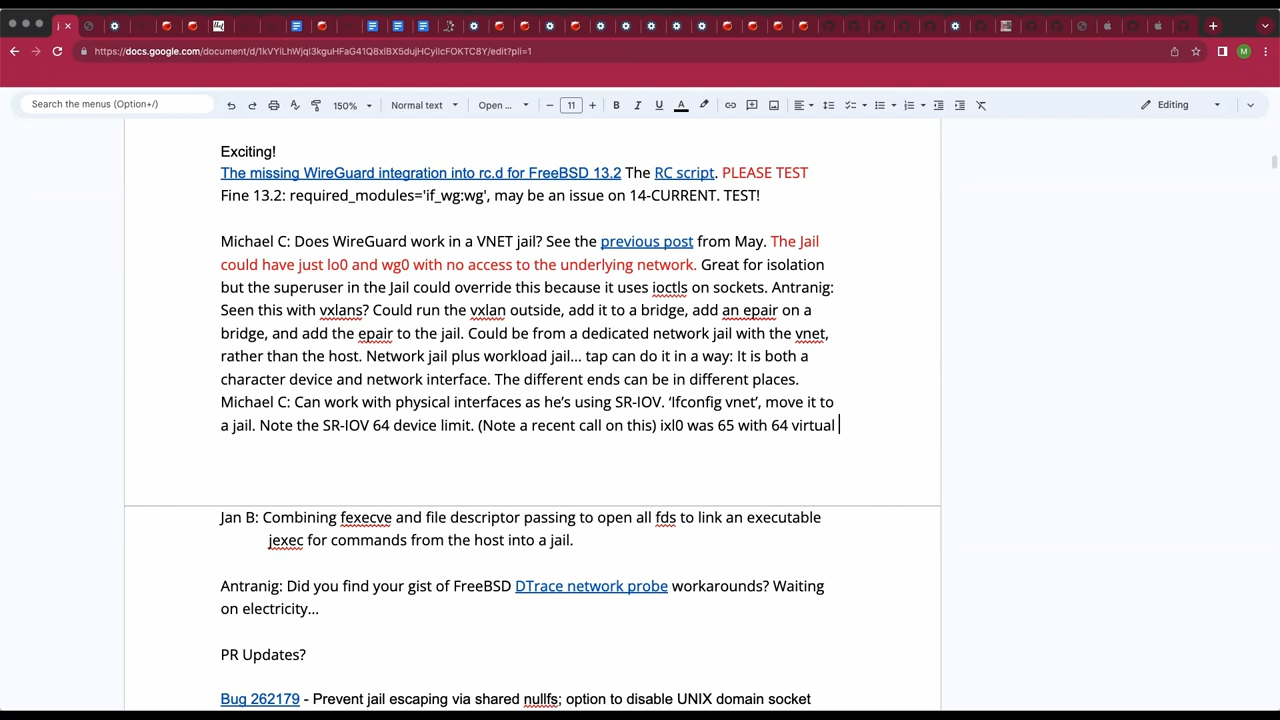 https://docs.google.com/document/d/1kVYiLhWjql3kguHFaG41Q8xlBX5dujHCyilcFOKTC8Y/edit?pli=1
M
Search the menus (Option+/)
150%
Normal text
Open ...
11
Editing
Exciting!
The missing WireGuard integration into rc.d for FreeBSD 13.2 The RC script. PLEASE TEST
Fine 13.2: required_modules='if_wg:wg', may be an issue on 14-CURRENT. TEST!
Michael C: Does WireGuard work in a VNET jail? See the previous post from May. The Jail
could have just lo0 and wg0 with no access to the underlying network. Great for isolation
but the superuser in the Jail could override this because it uses ioctls on sockets. Antranig:
Seen this with vxlans? Could run the vxlan outside, add it to a bridge, add an epair on a
bridge, and add the epair to the jail. Could be from a dedicated network jail with the vnet,
rather than the host. Network jail plus workload jail... tap can do it in a way: It is both a
character device and network interface. The different ends can be in different places.
Michael C: Can work with physical interfaces as he’s using SR-IOV. ‘Ifconfig vnet’, move it to
a jail. Note the SR-IOV 64 device limit. (Note a recent call on this) ixl0 was 65 with 64 virtual
Jan B: Combining fexecve and file descriptor passing to open all fds to link an executable
jexec for commands from the host into a jail.
Antranig: Did you find your gist of FreeBSD DTrace network probe workarounds? Waiting
on electricity...
PR Updates?
Bug 262179 - Prevent jail escaping via shared nullfs; option to disable UNIX domain socket